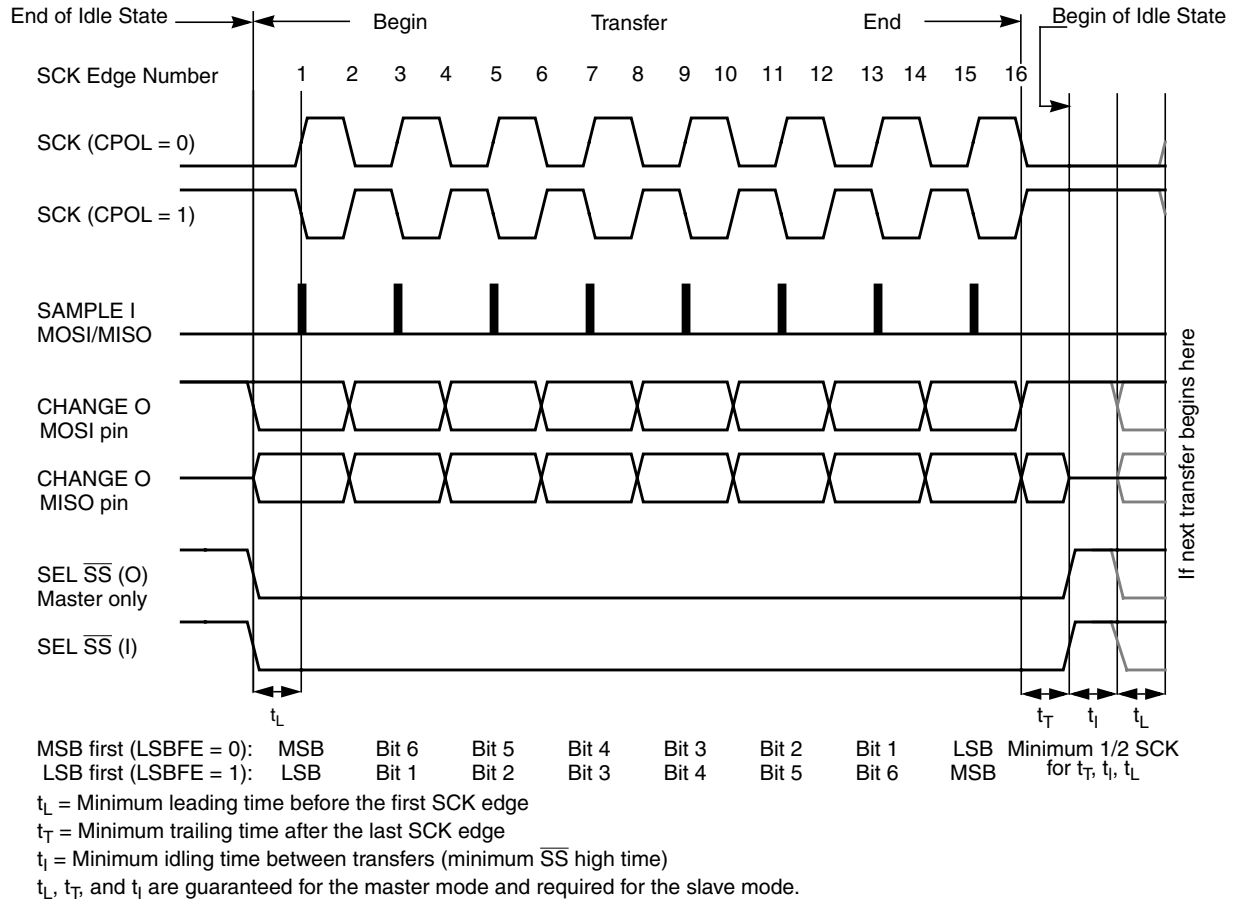 End of Idle State
Begin
Transfer
End
Begin of Idle State
SCK Edge Number
1 2 3 4 5 6 7 8 9 10 11 12 13 14 15 16
SCK (CPOL = 0)
SCK (CPOL = 1)
SAMPLE I
MOSI/MISO
CHANGE O
MOSI pin
CHANGE O
MISO pin
SEL S̅S̅ (O)
Master only
SEL S̅S̅ (I)
If next transfer begins here
tL
tT
tI
tL
MSB first (LSBFE = 0): MSB Bit 6 Bit 5 Bit 4 Bit 3 Bit 2 Bit 1 LSB
LSB first (LSBFE = 1): LSB Bit 1 Bit 2 Bit 3 Bit 4 Bit 5 Bit 6 MSB
Minimum 1/2 SCK
for tT, tI, tL
tL = Minimum leading time before the first SCK edge
tT = Minimum trailing time after the last SCK edge
tI = Minimum idling time between transfers (minimum S̅S̅ high time)
tL, tT, and tI are guaranteed for the master mode and required for the slave mode.